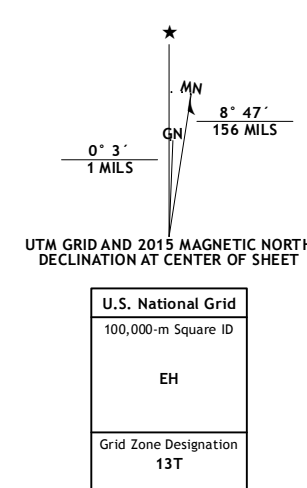 ★
MN
GN
8° 47´
156 MILS
0° 3´
1 MILS
UTM GRID AND 2015 MAGNETIC NORTH
DECLINATION AT CENTER OF SHEET
U.S. National Grid
100,000-m Square ID
EH
Grid Zone Designation
13T